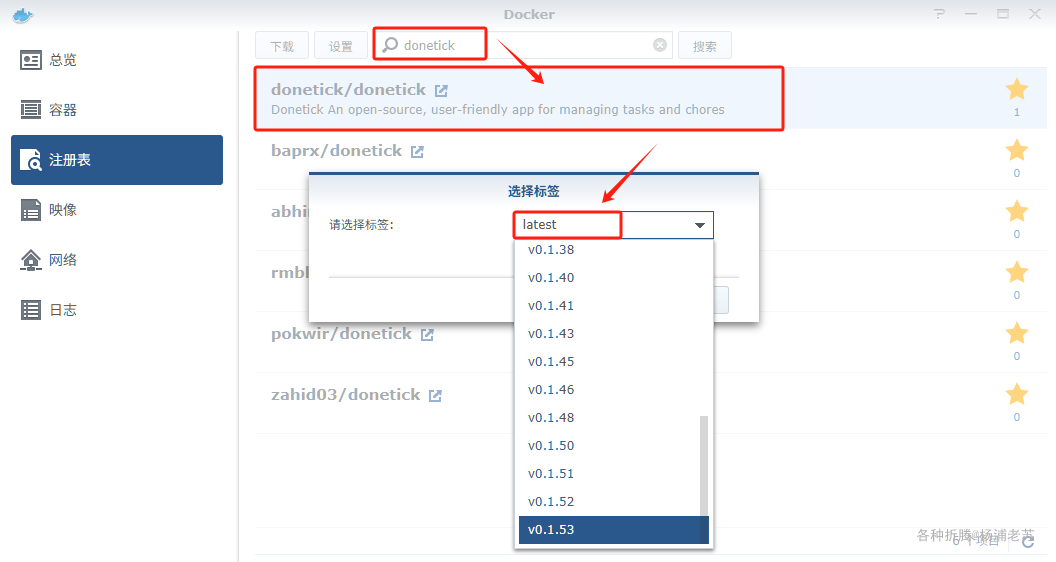 Docker
总览
容器
注册表
映像
网络
日志
下载 设置 donetick 搜索
donetick/donetick
Donetick An open-source, user-friendly app for managing tasks and chores
1
baprx/donetick
0
选择标签
请选择标签:
latest
v0.1.38
v0.1.40
v0.1.41
v0.1.43
v0.1.45
v0.1.46
v0.1.48
v0.1.50
v0.1.51
v0.1.52
v0.1.53
0
0
pokwir/donetick
0
zahid03/donetick
0
6 个项目
各种折腾@杨浦老苏